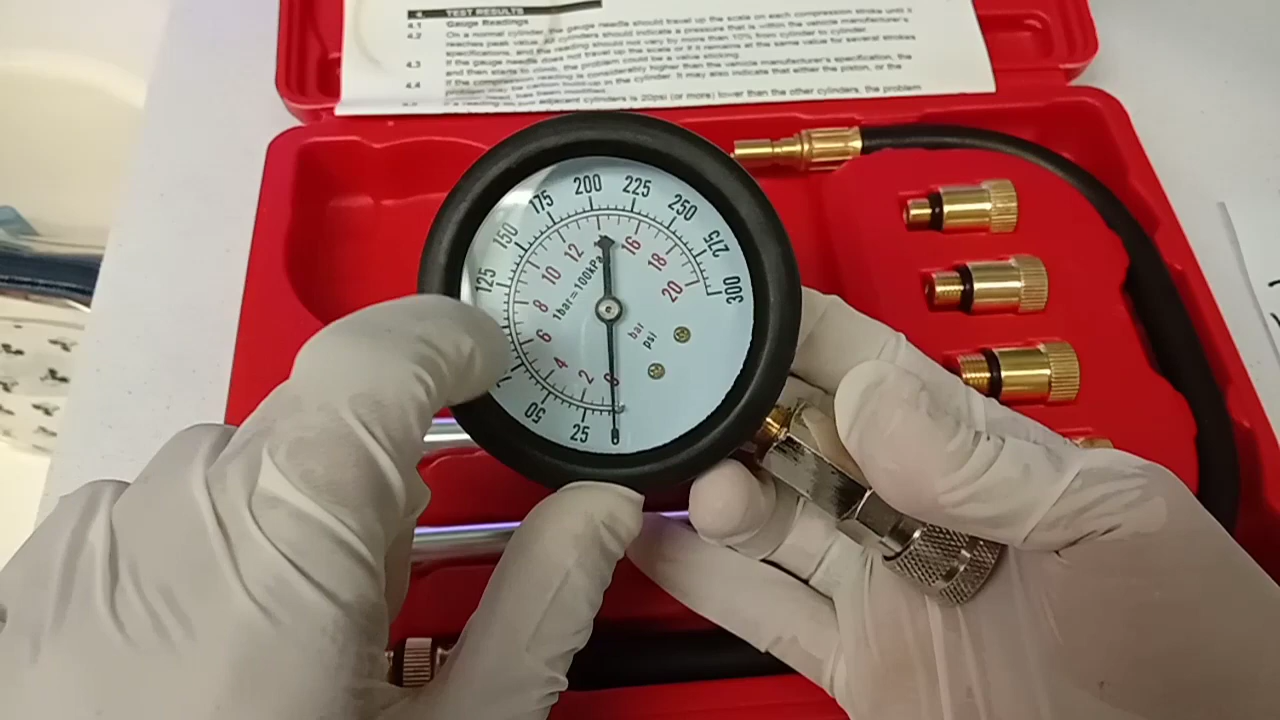 4. TEST RESULTS
4.1 Gauge Readings
4.2 On a normal cylinder, the gauge needle should travel up the scale on each compression stroke until it
reaches peak value. All cylinders should indicate a pressure that is within the vehicle manufacturer's
specifications, and the reading should not vary by more than 10% from cylinder to cylinder.
4.3 If the gauge needle does not travel up the scale or if it remains at the same value for several strokes
and then starts to climb, the problem could be a valve sticking.
4.4 If the compression reading is considerably higher than the vehicle manufacturer's specification, the
problem may be carbon build-up in the cylinder. It may also indicate that either the piston, or the
head, has been modified.
adjacent cylinders is 20psi (or more) lower than the other cylinders, the problem
25 50 125 150 175 200 225 250 275 300
0 2 4 6 8 10 12 16 18 20
1bar=100kPa
bar
psi